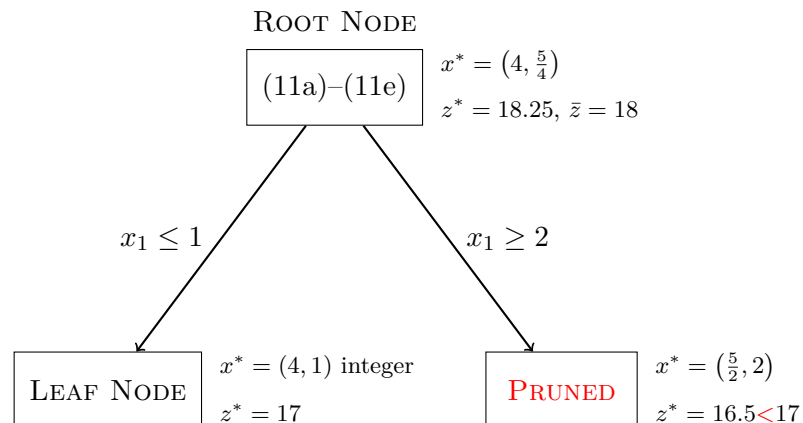 ROOT NODE
(11a)–(11e)
x* = (4, 5/4)
z* = 18.25, z̄ = 18
x₁ ≤ 1
x₁ ≥ 2
LEAF NODE
x* = (4, 1) integer
z* = 17
PRUNED
x* = (5/2, 2)
z* = 16.5<17